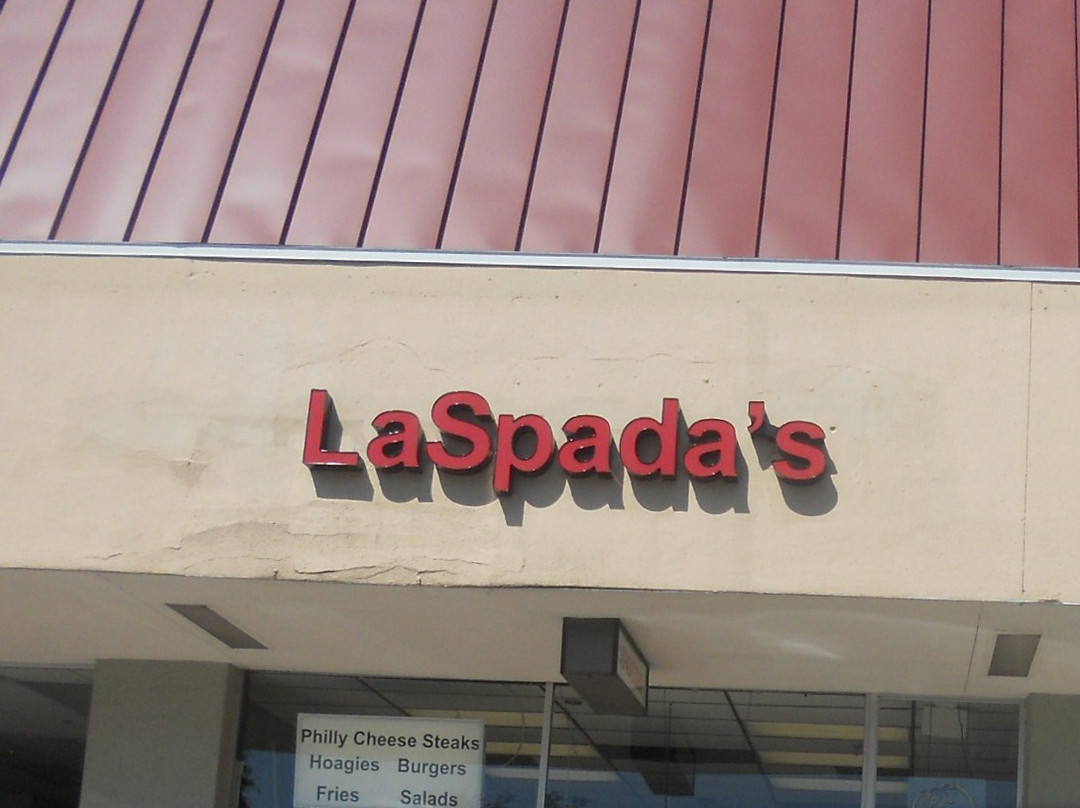 LaSpada's
Philly Cheese Steaks
Hoagies Burgers
Fries Salads